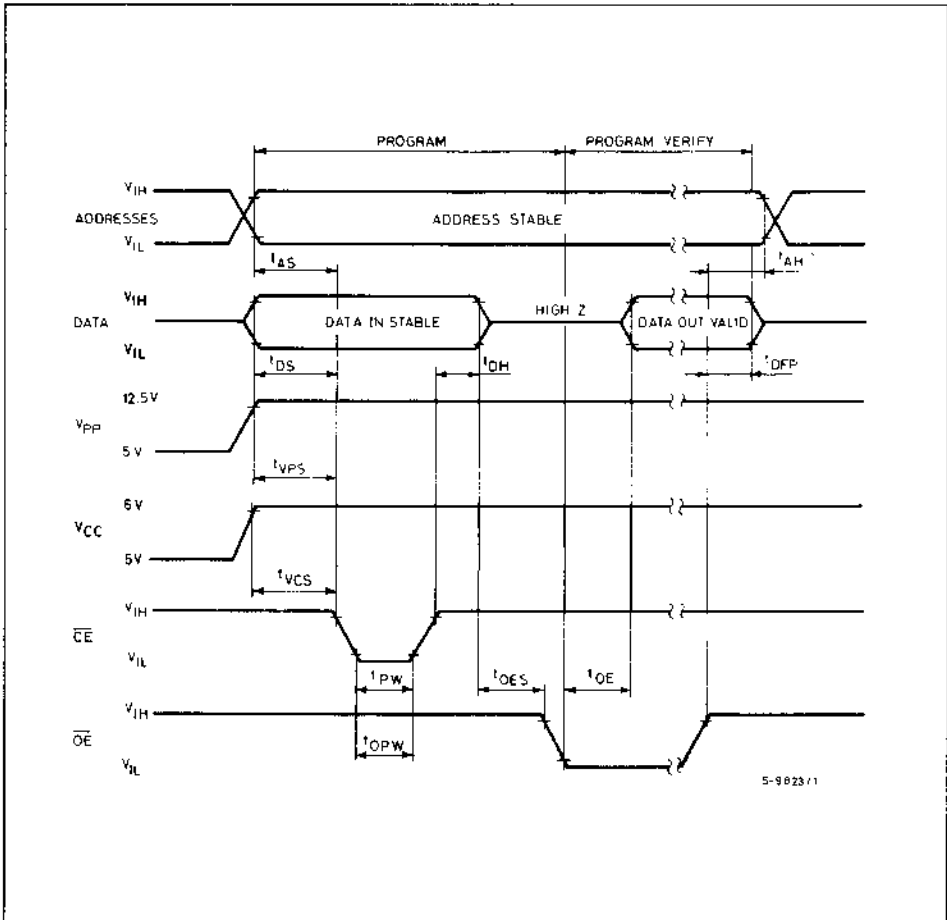 PROGRAM PROGRAM VERIFY
VIH
ADDRESSES ADDRESS STABLE
VIL
tAS tAH
VIH
DATA DATA IN STABLE HIGH Z DATA OUT VALID
VIL
tDS tDH tDFP
12.5V
VPP
5V
tVPS
6V
VCC
5V
tVCS
VIH
CE
VIL
tPW tOES tOE
VIH
OE
tOPW
VIL
S-9823/1